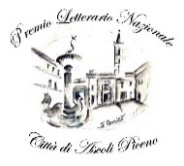 Premio Letterario Nazionale
Città di Ascoli Piceno